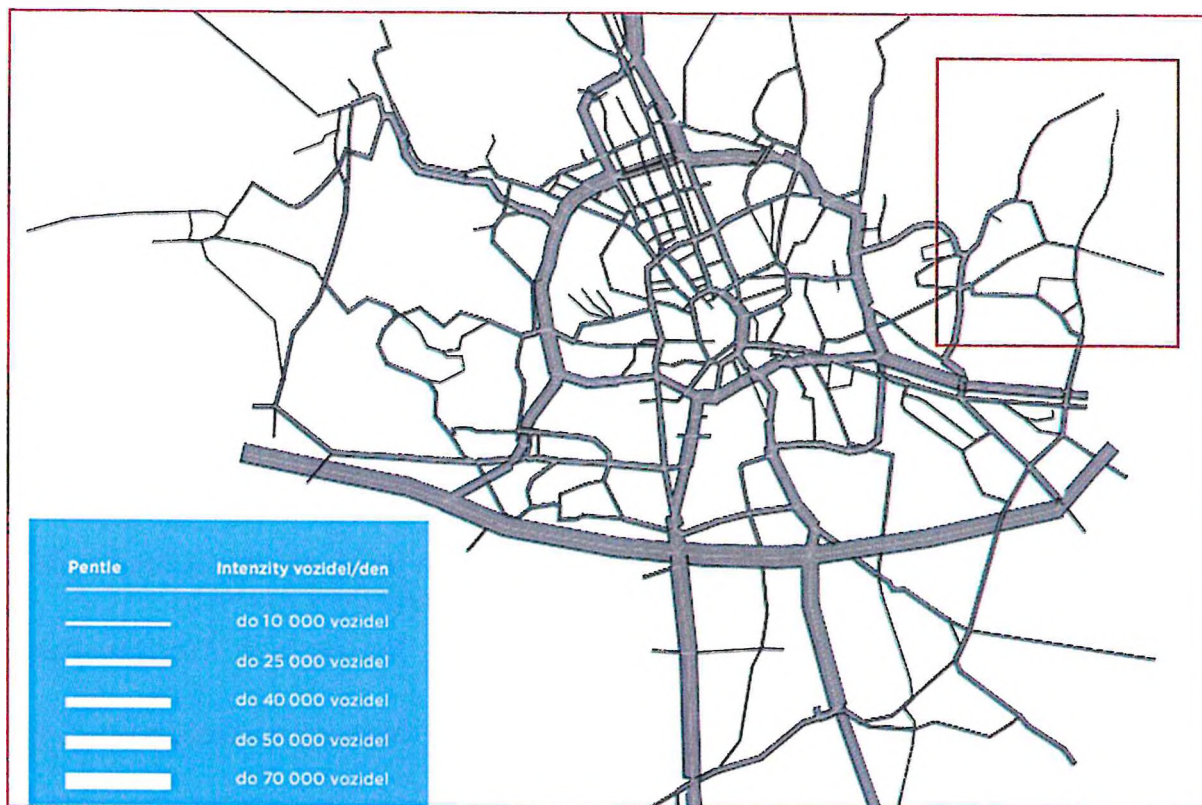 Pentle Intenzity vozidel/den
do 10 000 vozidel
do 25 000 vozidel
do 40 000 vozidel
do 50 000 vozidel
do 70 000 vozidel